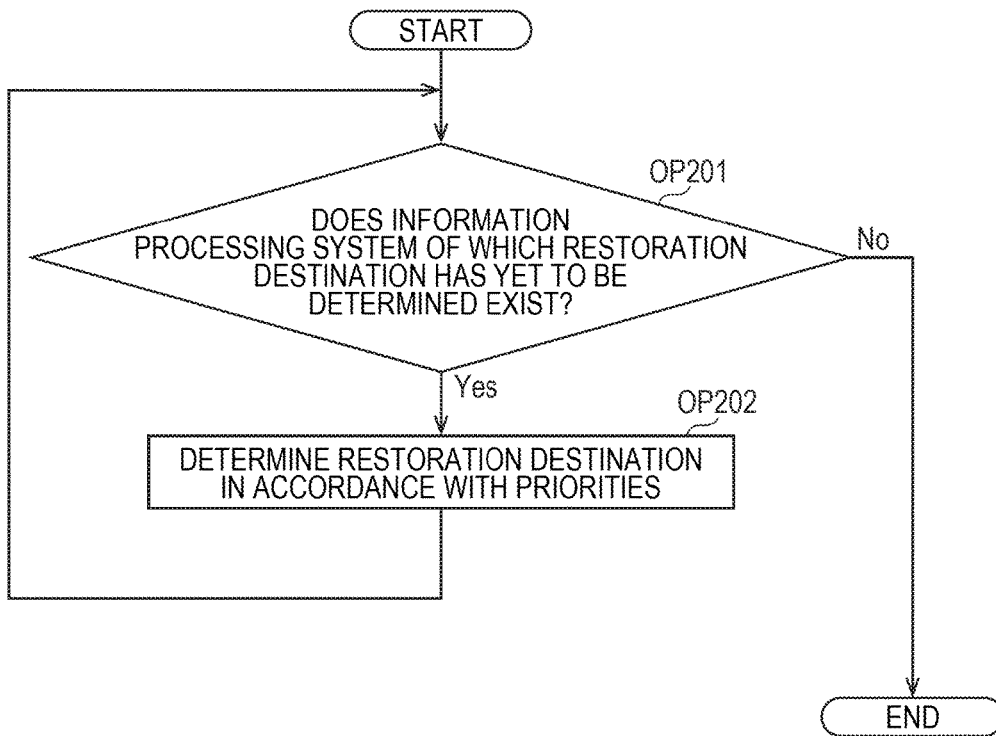 START
OP201
DOES INFORMATION
PROCESSING SYSTEM OF WHICH RESTORATION
DESTINATION HAS YET TO BE
DETERMINED EXIST?
No
Yes
OP202
DETERMINE RESTORATION DESTINATION
IN ACCORDANCE WITH PRIORITIES
END